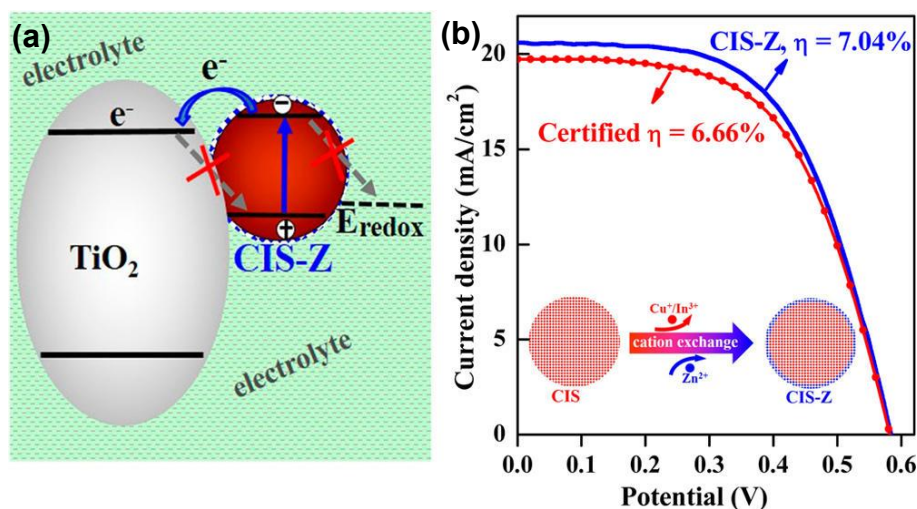 (a)
electrolyte
e⁻
e⁻
−
TiO₂
+
Eredox
CIS-Z
electrolyte
(b)
Current density (mA/cm²)
20
15
10
5
0
CIS-Z, η = 7.04%
Certified η = 6.66%
Cu⁺/In³⁺
cation exchange
Zn²⁺
CIS
CIS-Z
0.0 0.1 0.2 0.3 0.4 0.5 0.6
Potential (V)